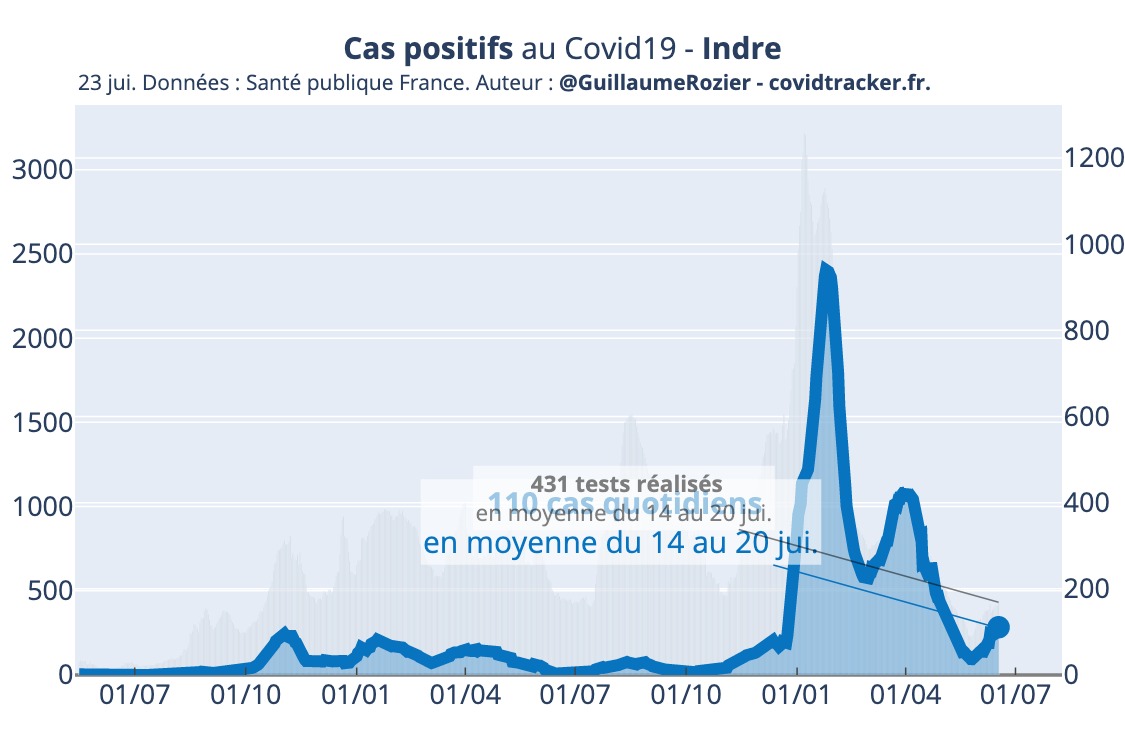 Cas positifs au Covid19 - Indre
23 jui. Données : Santé publique France. Auteur : @GuillaumeRozier - covidtracker.fr.
3000
2500
2000
1500
1000
500
0
1200
1000
800
600
400
200
0
431 tests réalisés
en moyenne du 14 au 20 jui.
110 cas quotidiens
en moyenne du 14 au 20 jui.
01/07 01/10 01/01 01/04 01/07 01/10 01/01 01/04 01/07